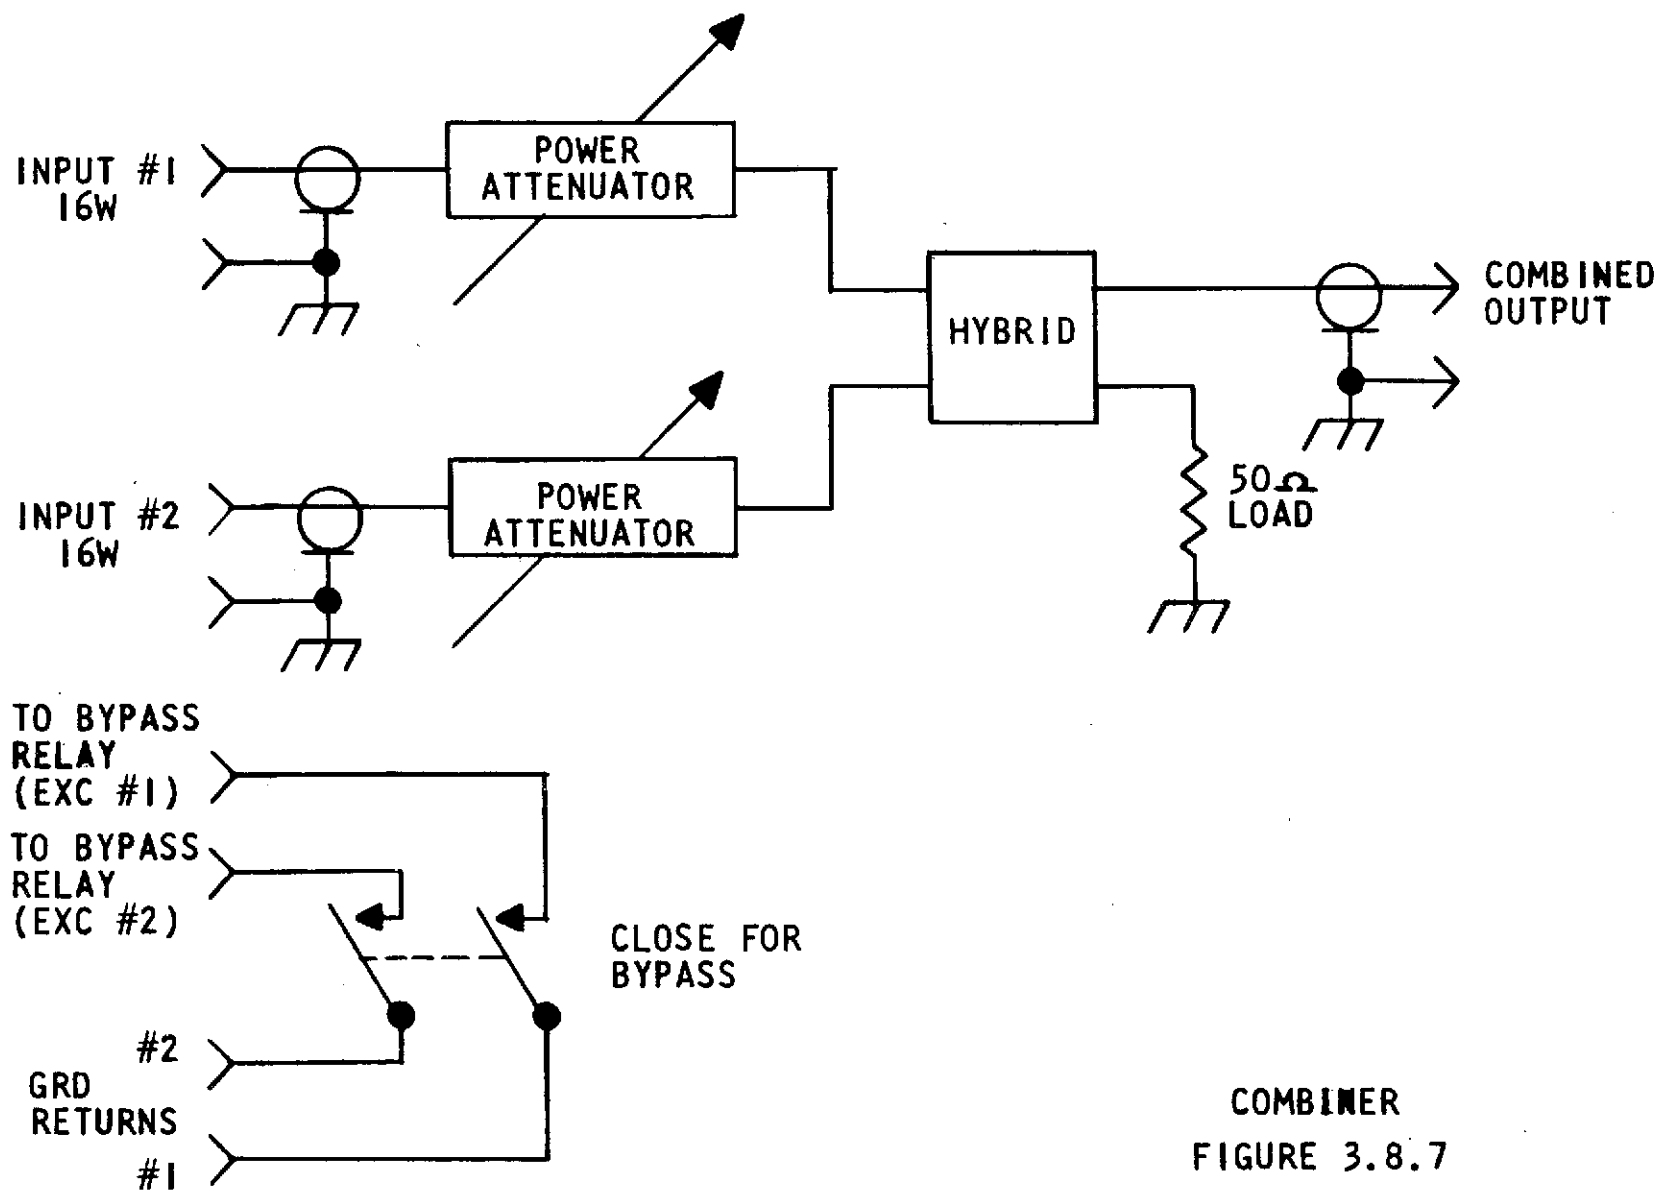 INPUT #1
16W
POWER
ATTENUATOR
HYBRID
COMBINED
OUTPUT
INPUT #2
16W
POWER
ATTENUATOR
50Ω
LOAD
TO BYPASS
RELAY
(EXC #1)
TO BYPASS
RELAY
(EXC #2)
CLOSE FOR
BYPASS
#2
GRD
RETURNS
#1
COMBINER
FIGURE 3.8.7